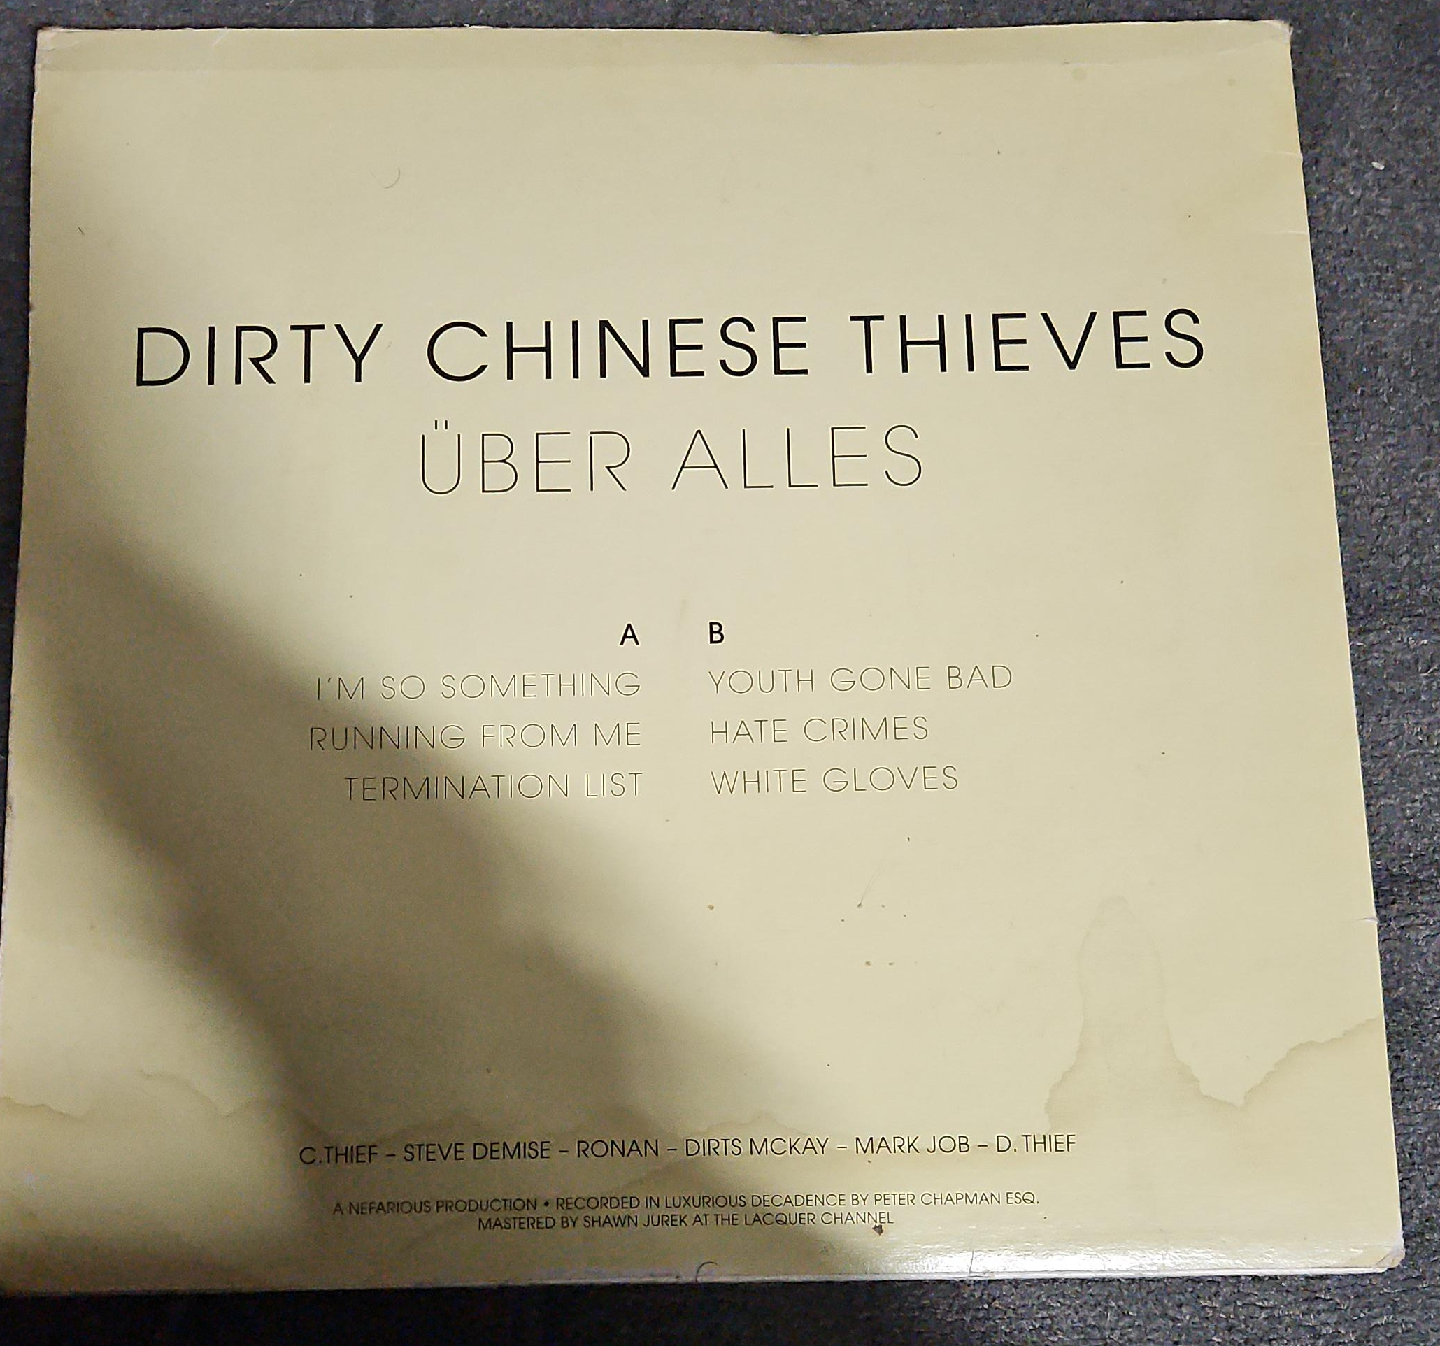 DIRTY CHINESE THIEVES
ÜBER ALLES
A
I'M SO SOMETHING
RUNNING FROM ME
TERMINATION LIST
B
YOUTH GONE BAD
HATE CRIMES
WHITE GLOVES
C.THIEF – STEVE DEMISE – RONAN – DIRTS MCKAY – MARK JOB – D. THIEF
A NEFARIOUS PRODUCTION • RECORDED IN LUXURIOUS DECADENCE BY PETER CHAPMAN ESQ.
MASTERED BY SHAWN JUREK AT THE LACQUER CHANNEL